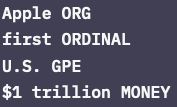 Apple ORG
first ORDINAL
U.S. GPE
$1 trillion MONEY